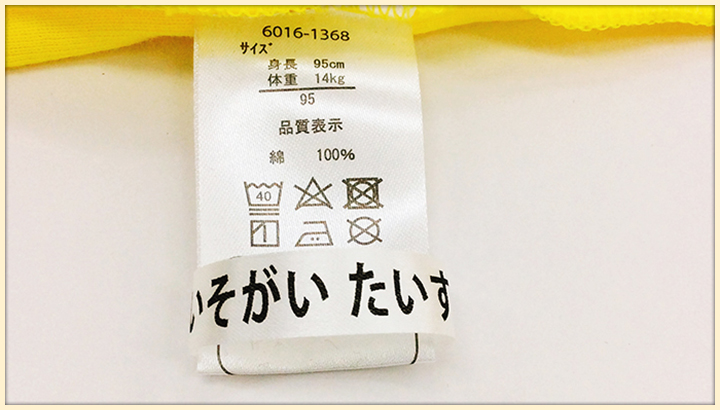 6016-1368
サイズ
身長 95cm
体重 14kg
95
品質表示
綿 100%
40
いそがい たいす